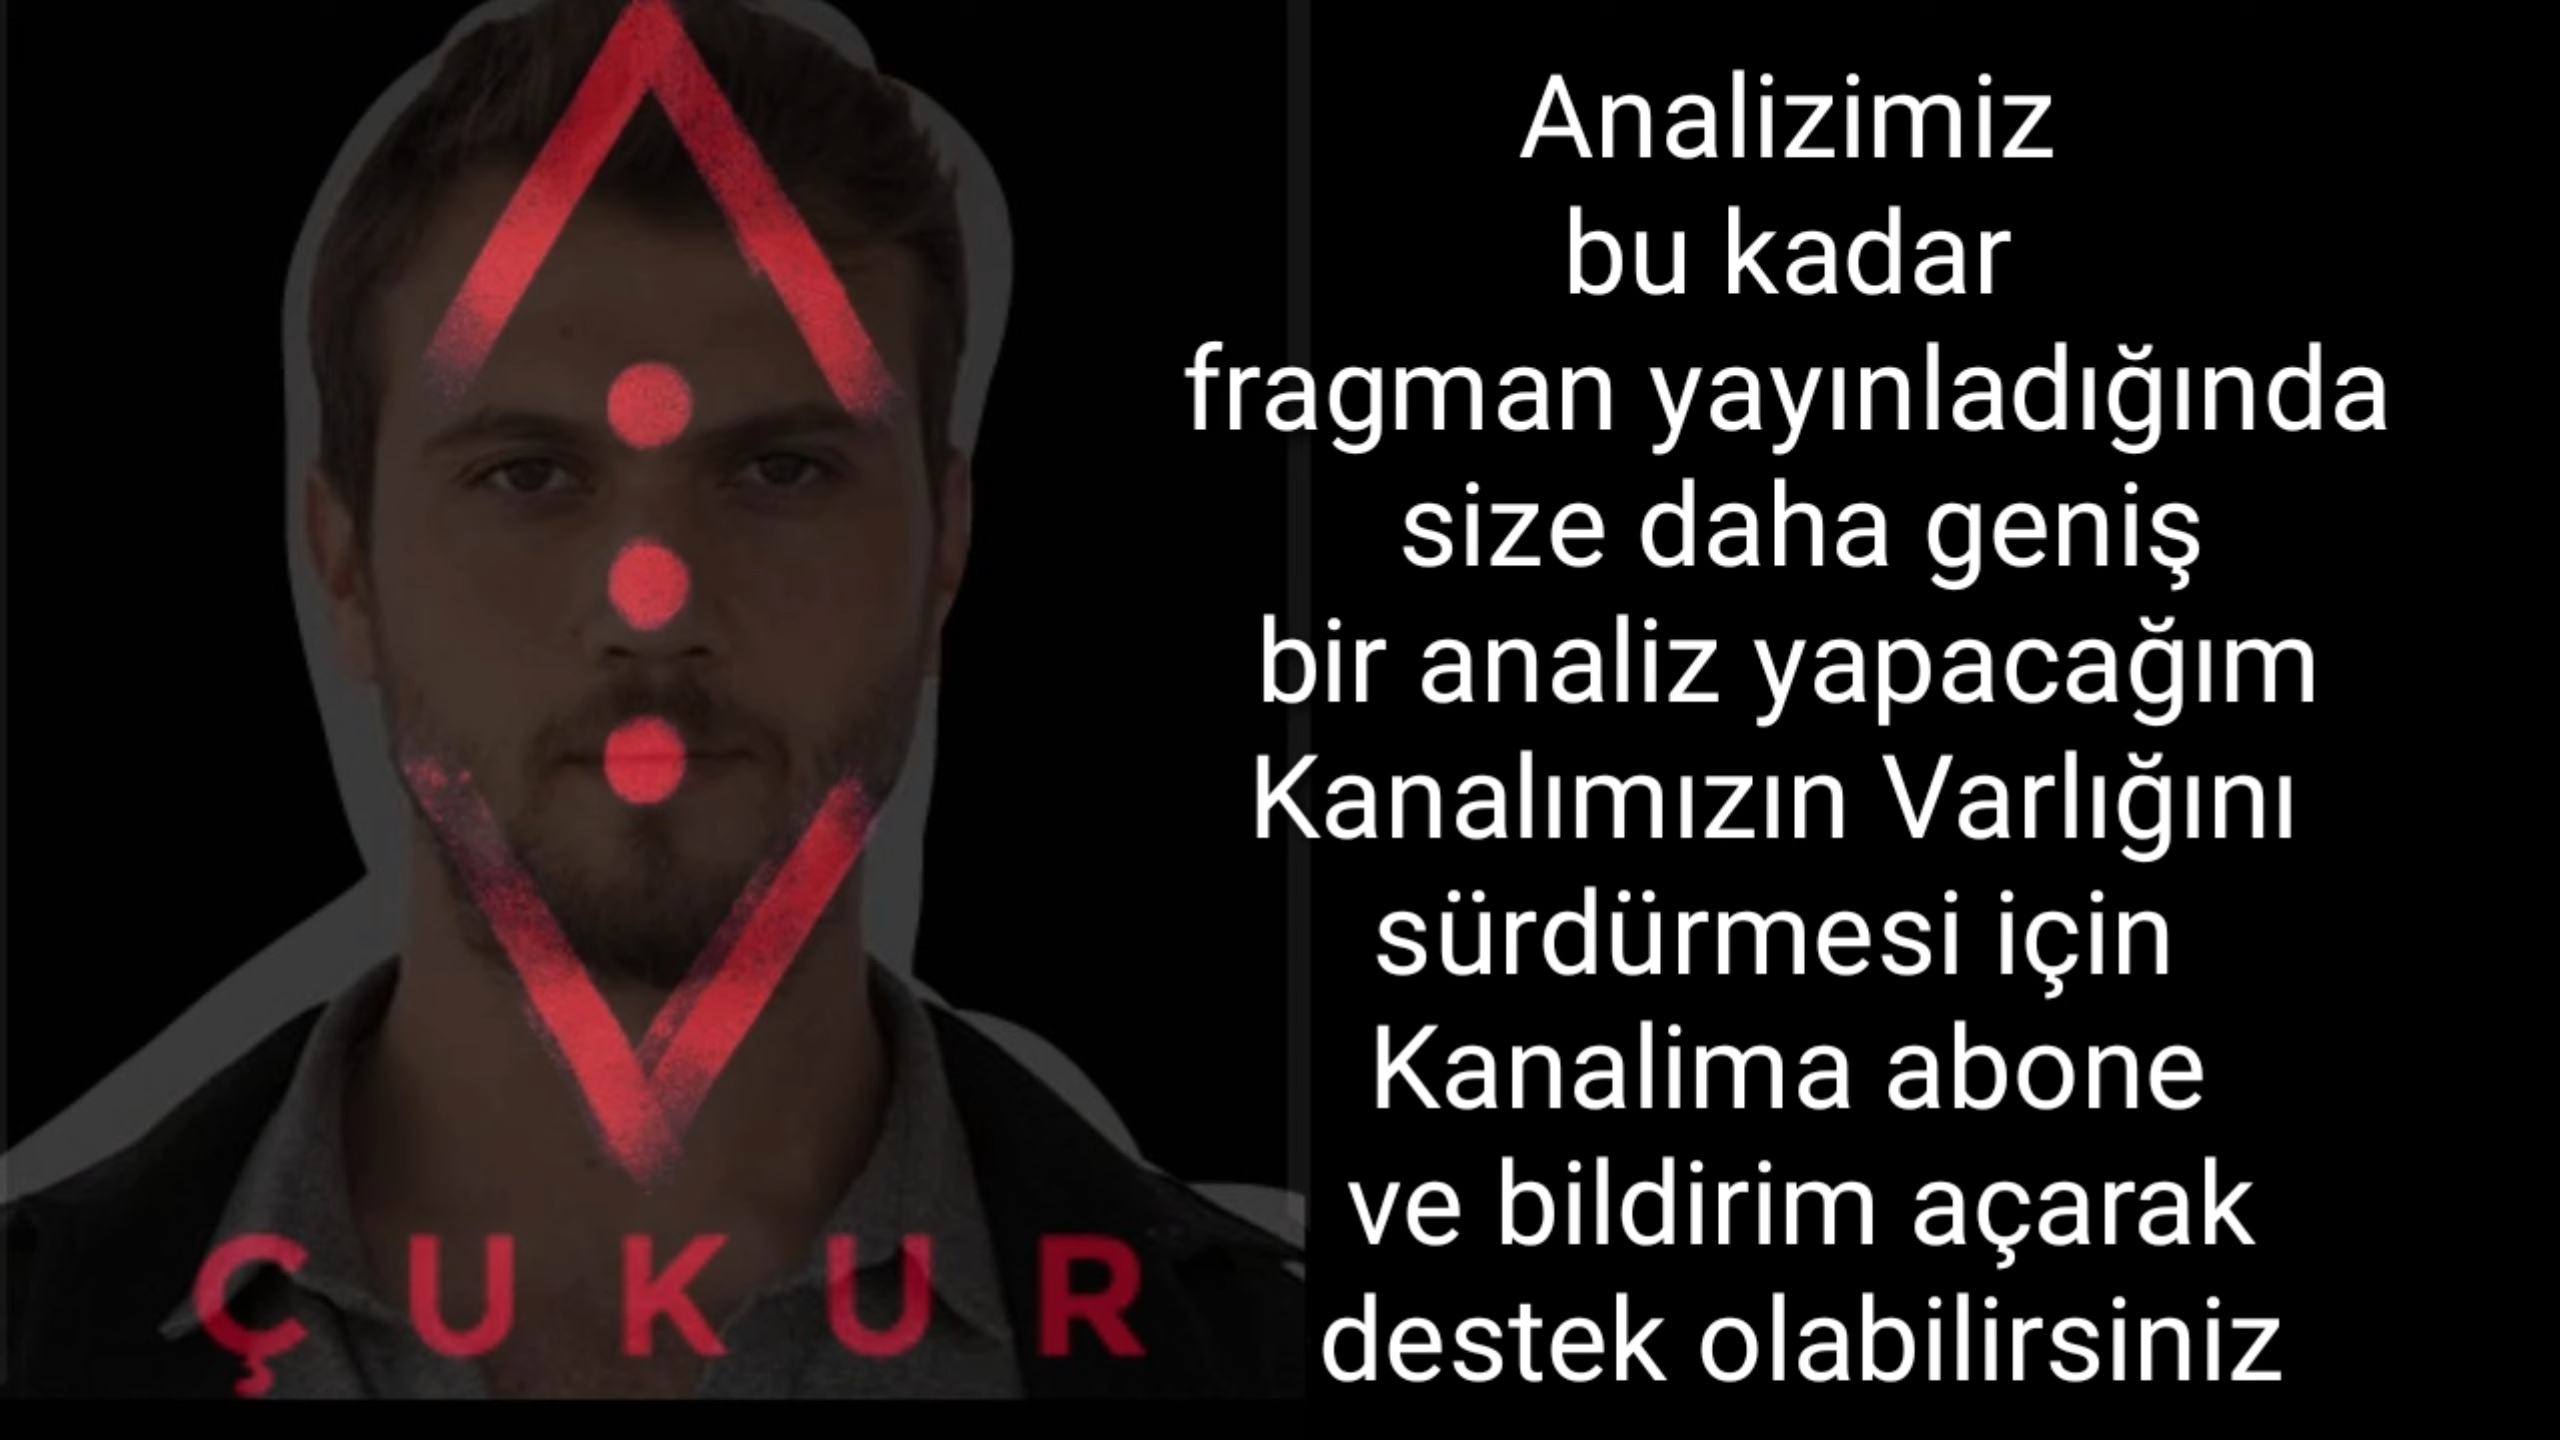 Analizimiz
bu kadar
fragman yayınladığında
size daha geniş
bir analiz yapacağım
Kanalımızın Varlığını
sürdürmesi için
Kanalima abone
ve bildirim açarak
destek olabilirsiniz
ÇUKUR